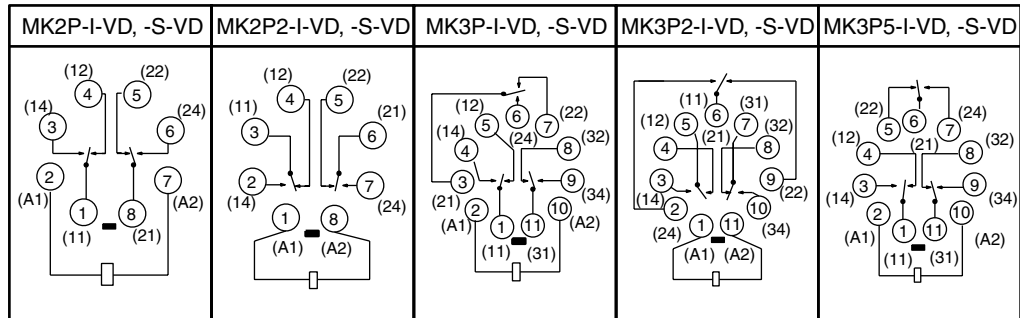 MK2P-I-VD, -S-VD
(12) (22)
4 5
(14) (24)
3 6
2 7
(A1) (A2)
1 8
(11) (21)
MK2P2-I-VD, -S-VD
(12) (22)
4 5
(11) (21)
3 6
2 7
(14) (24)
1 8
(A1) (A2)
MK3P-I-VD, -S-VD
6
(12) 5 7 (22)
(24)
(14) (32)
4 8
3 9
(21) (34)
2 10
(A1) (A2)
1 11
(11) (31)
MK3P2-I-VD, -S-VD
(11) 6 (31)
(12) 5 7
(21) (32)
4 8
3 9
(14) (22)
2 10
(24) (34)
1 11
(A1) (A2)
MK3P5-I-VD, -S-VD
(22) 5 6 7 (24)
(12) (21) (32)
4 8
3 9
(14) (34)
2 10
(A1) (A2)
1 11
(11) (31)